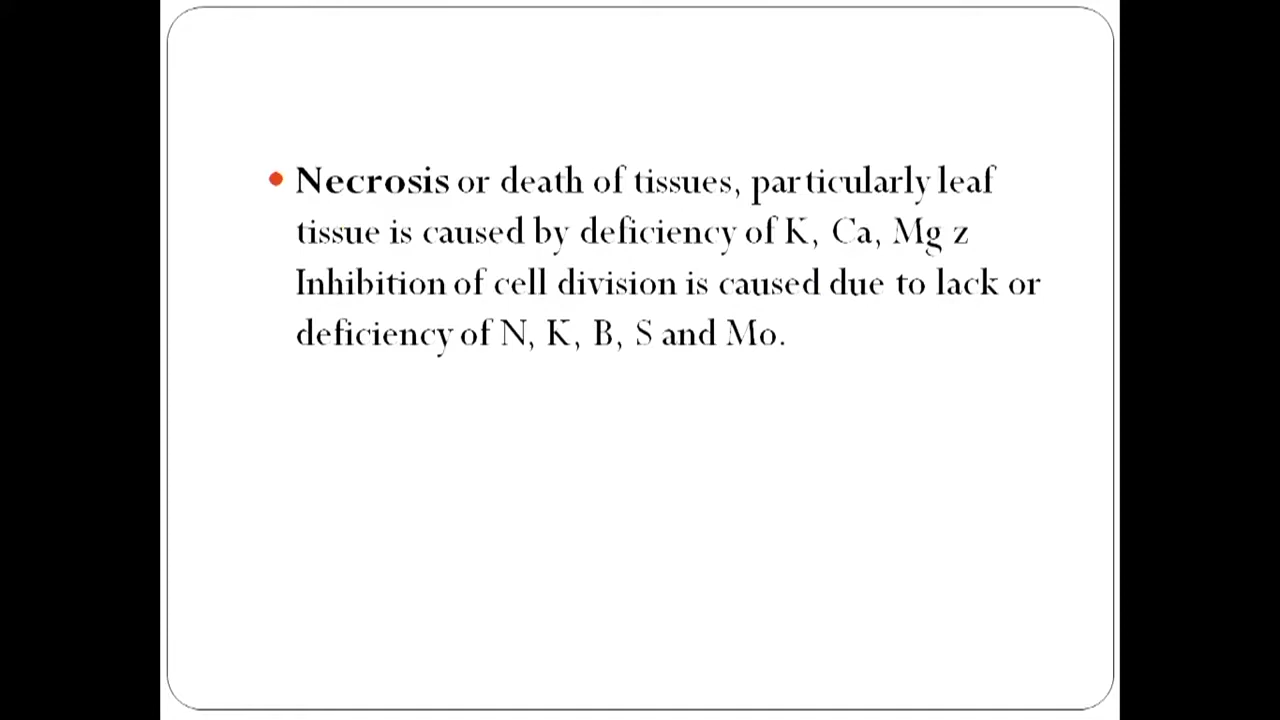 • Necrosis or death of tissues, particularly leaf
tissue is caused by deficiency of K, Ca, Mg z
Inhibition of cell division is caused due to lack or
deficiency of N, K, B, S and Mo.